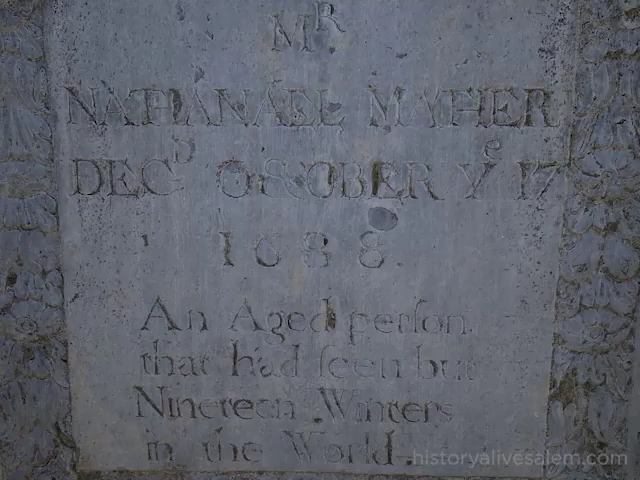 Mᴿ
NATHANAEL MATHER
DECᴰ OCTOBER Yᵉ 17
1688.
An Aged perſon
that had ſeen but
Nineteen Winters
in the World.
historyalivesalem.com